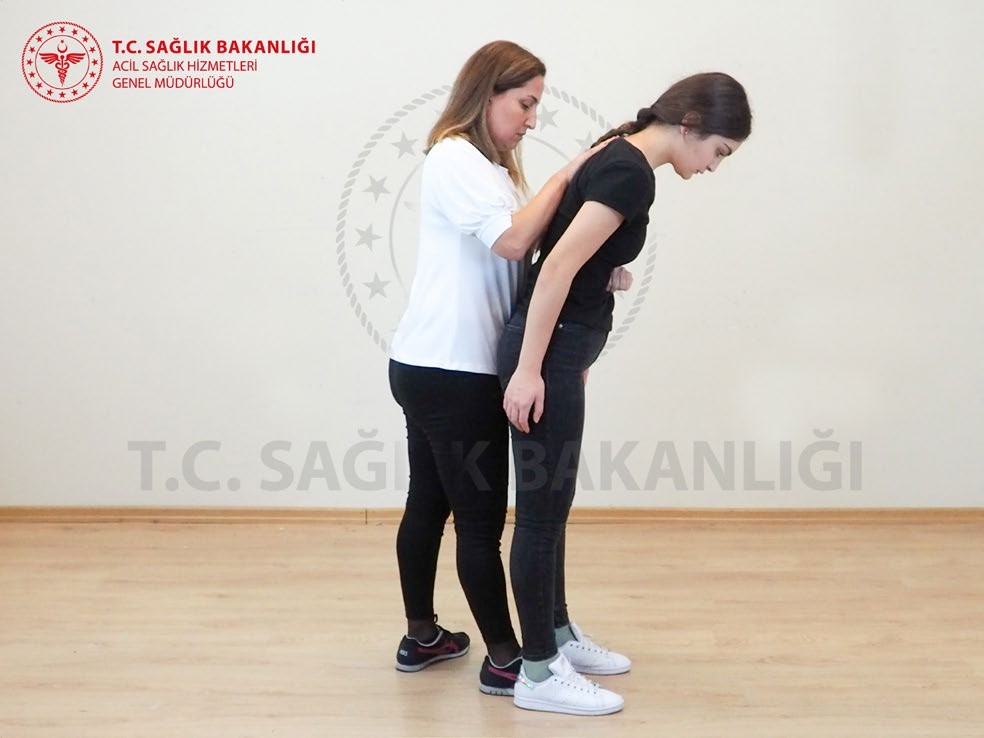 T.C. SAĞLIK BAKANLIĞI
ACİL SAĞLIK HİZMETLERİ
GENEL MÜDÜRLÜĞÜ
T.C. SAĞLIK BAKANLIĞI